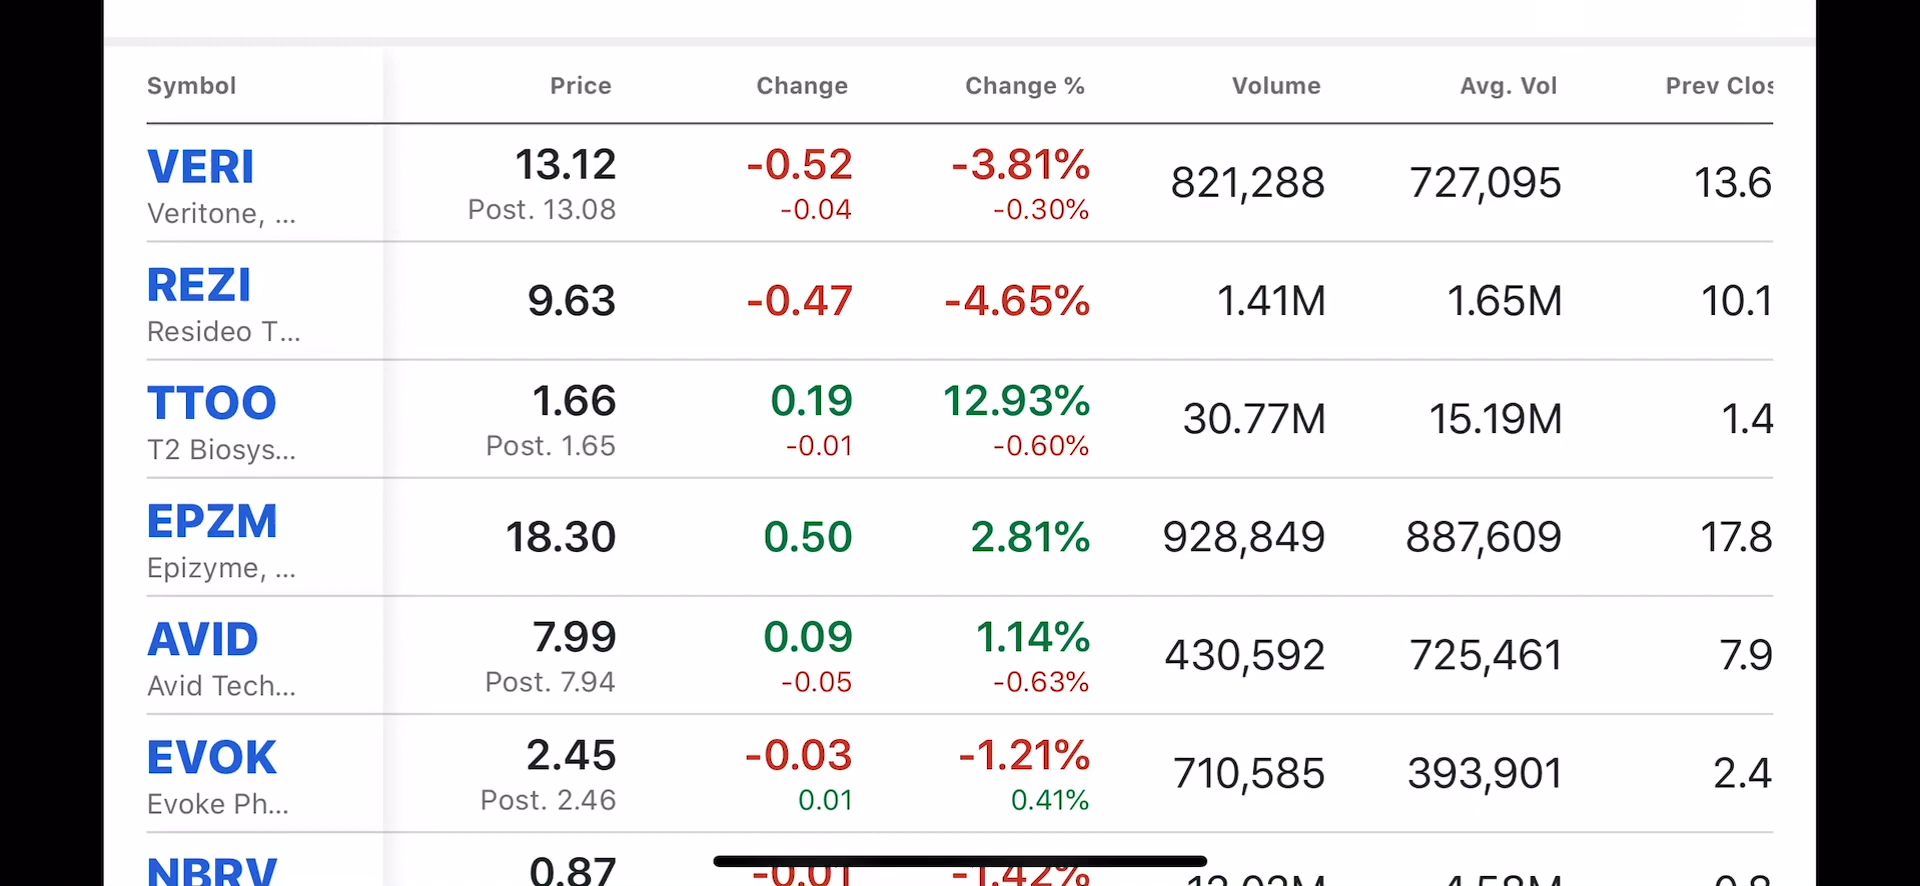 Symbol Price Change Change % Volume Avg. Vol Prev Clos
VERI 13.12 -0.52 -3.81% 821,288 727,095 13.6
Veritone, ... Post. 13.08 -0.04 -0.30%
REZI 9.63 -0.47 -4.65% 1.41M 1.65M 10.1
Resideo T...
TTOO 1.66 0.19 12.93% 30.77M 15.19M 1.4
T2 Biosys... Post. 1.65 -0.01 -0.60%
EPZM 18.30 0.50 2.81% 928,849 887,609 17.8
Epizyme, ...
AVID 7.99 0.09 1.14% 430,592 725,461 7.9
Avid Tech... Post. 7.94 -0.05 -0.63%
EVOK 2.45 -0.03 -1.21% 710,585 393,901 2.4
Evoke Ph... Post. 2.46 0.01 0.41%
NBRV 0.87 -0.01 -1.42%